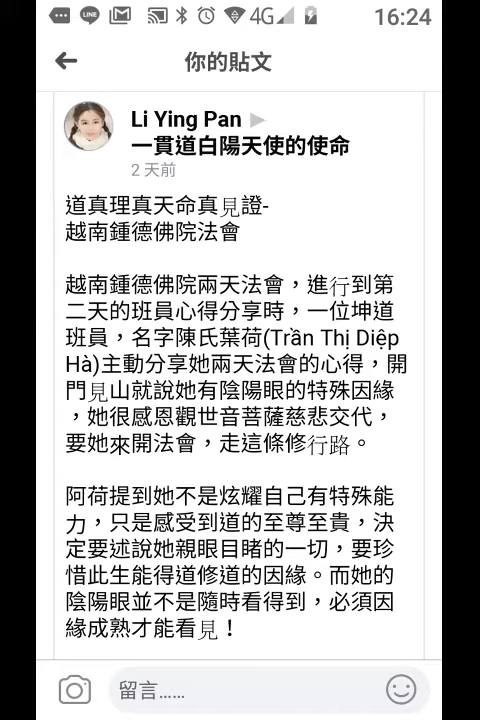 LINE
4G
16:24
你的貼文
Li Ying Pan ▶
一貫道白陽天使的使命
2 天前
道真理真天命真見證-
越南鍾德佛院法會
越南鍾德佛院兩天法會，進行到第
二天的班員心得分享時，一位坤道
班員，名字陳氏葉荷(Trần Thị Diệp
Hà)主動分享她兩天法會的心得，開
門見山就說她有陰陽眼的特殊因緣
，她很感恩觀世音菩薩慈悲交代，
要她來開法會，走這條修行路。
阿荷提到她不是炫耀自己有特殊能
力，只是感受到道的至尊至貴，決
定要述說她親眼目睹的一切，要珍
惜此生能得道修道的因緣。而她的
陰陽眼並不是隨時看得到，必須因
緣成熟才能看見！
留言......